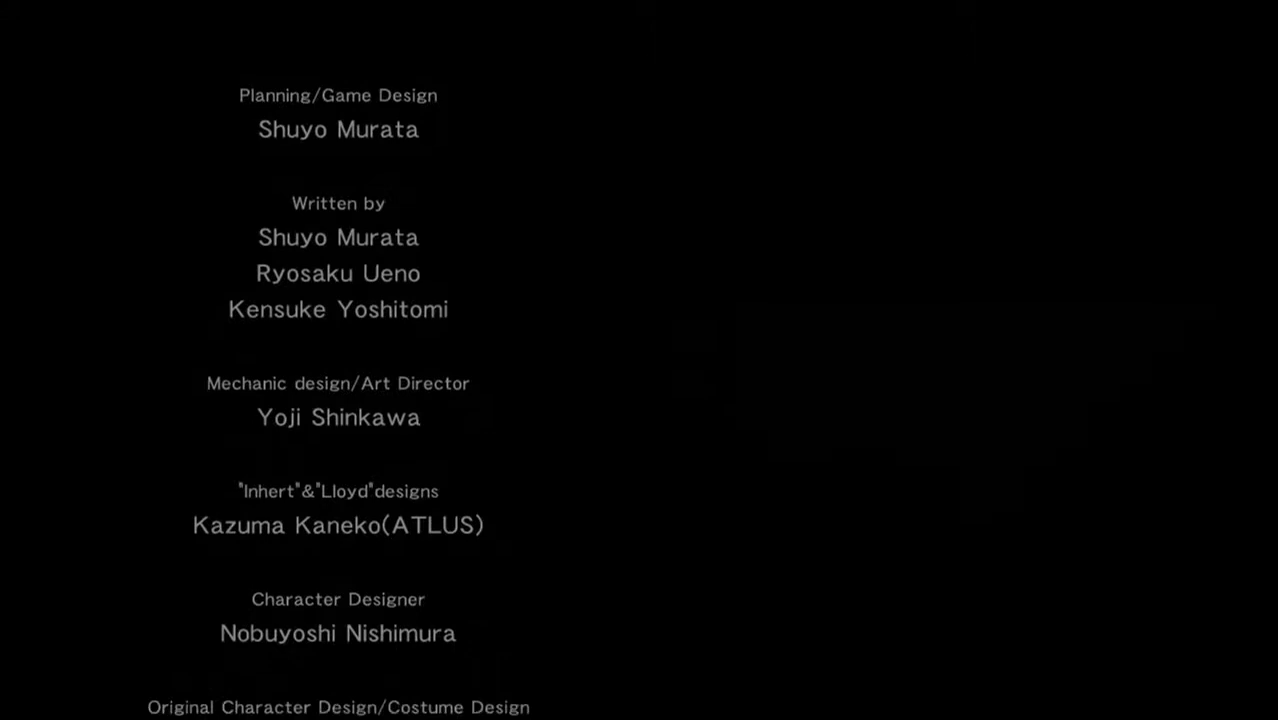 Planning/Game Design
Shuyo Murata
Written by
Shuyo Murata
Ryosaku Ueno
Kensuke Yoshitomi
Mechanic design/Art Director
Yoji Shinkawa
"Inhert"&"Lloyd"designs
Kazuma Kaneko(ATLUS)
Character Designer
Nobuyoshi Nishimura
Original Character Design/Costume Design